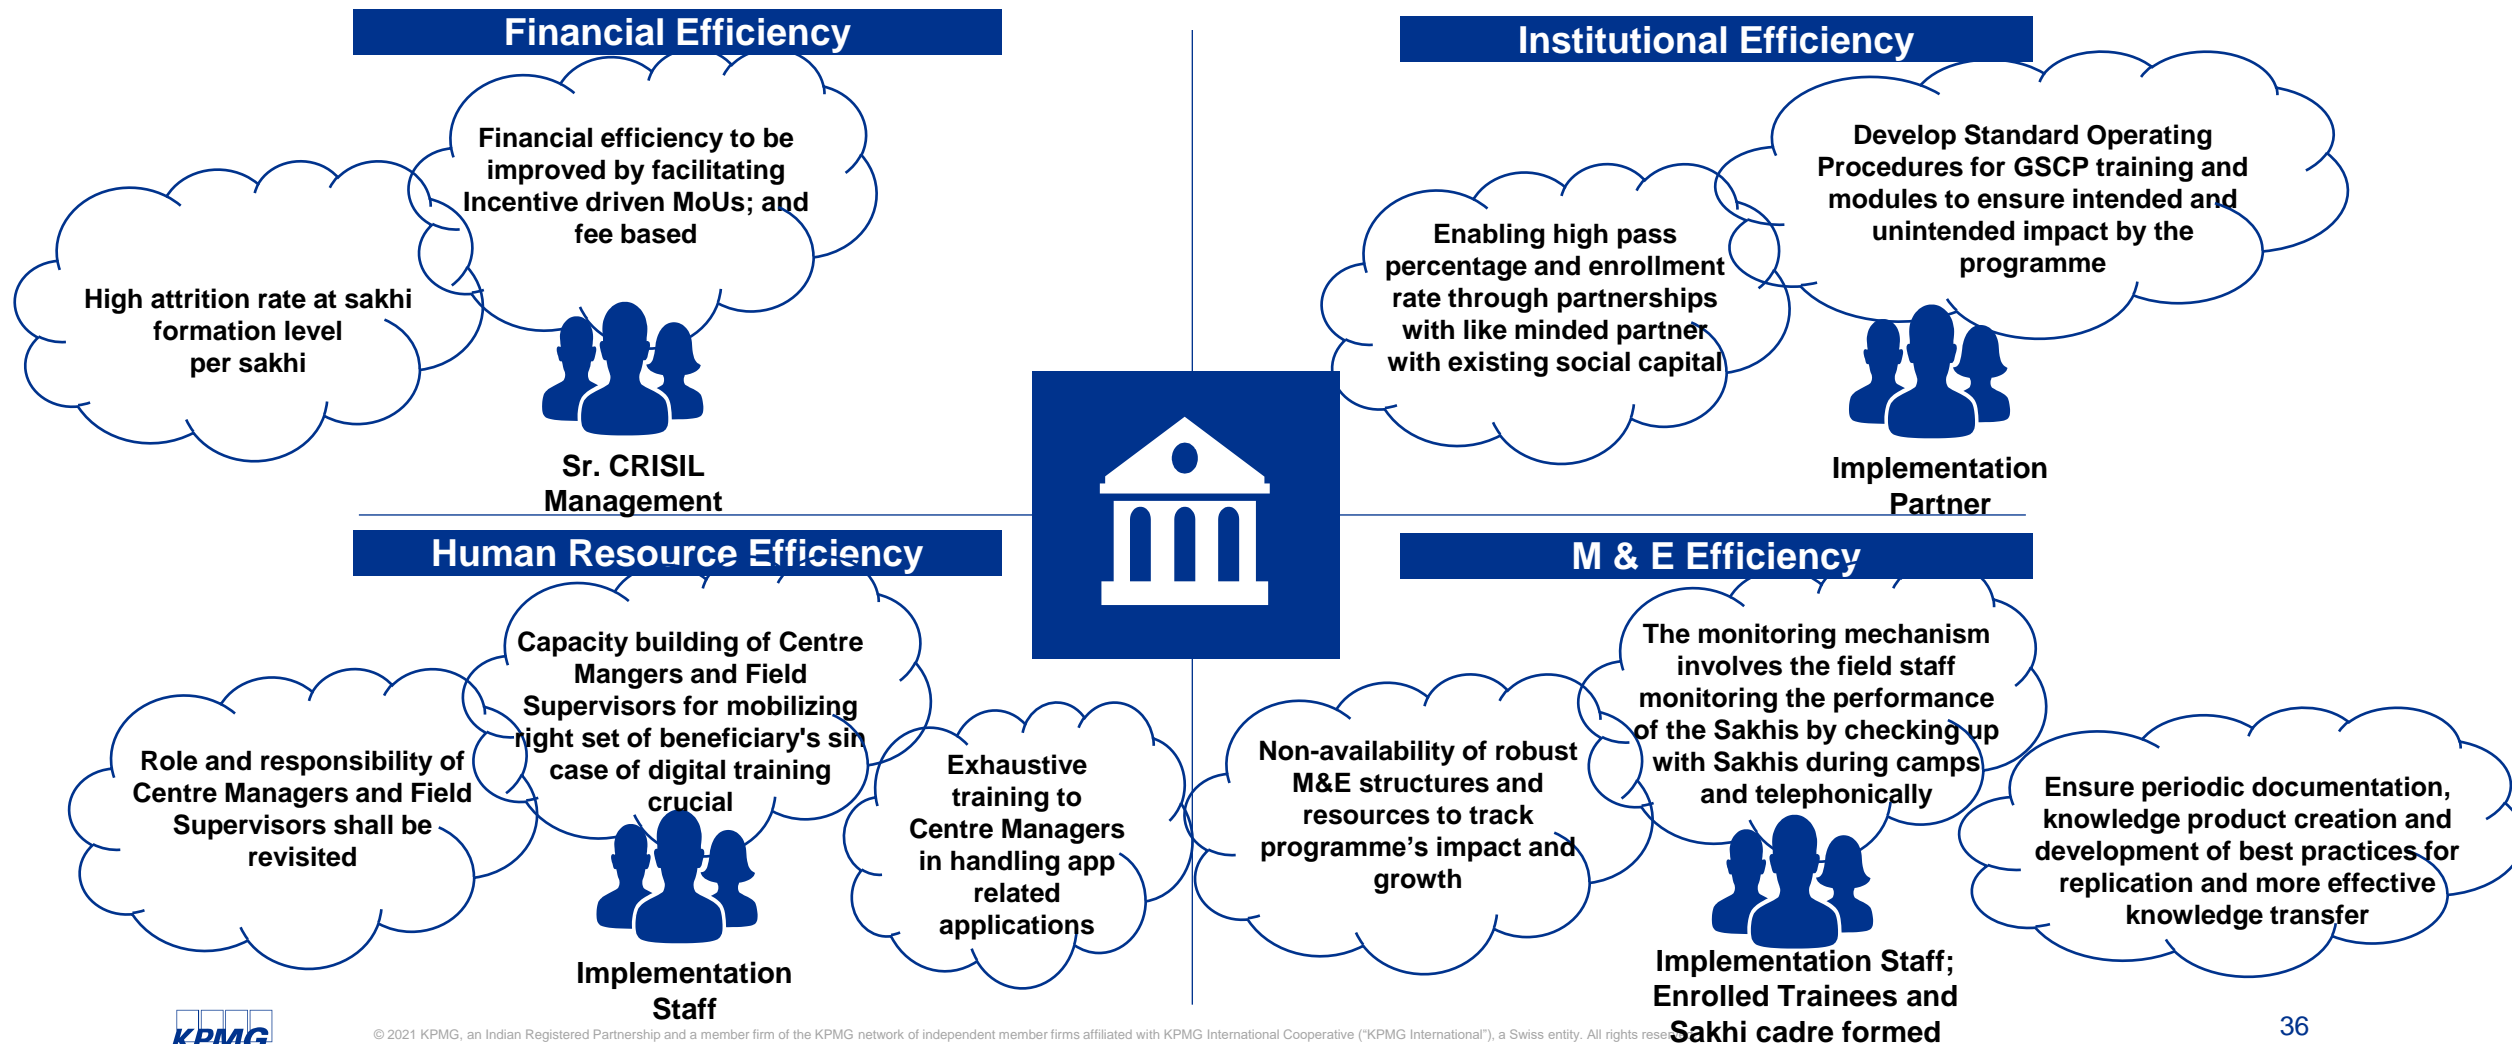 Financial Efficiency
Financial efficiency to be
improved by facilitating
Incentive driven MoUs; and
fee based
High attrition rate at sakhi
formation level
per sakhi
Sr. CRISIL
Management
Institutional Efficiency
Develop Standard Operating
Procedures for GSCP training and
modules to ensure intended and
unintended impact by the
programme
Enabling high pass
percentage and enrollment
rate through partnerships
with like minded partner
with existing social capital
Implementation
Partner
Human Resource Efficiency
Capacity building of Centre
Mangers and Field
Supervisors for mobilizing
right set of beneficiary's sin
case of digital training
crucial
Role and responsibility of
Centre Managers and Field
Supervisors shall be
revisited
Exhaustive
training to
Centre Managers
in handling app
related
applications
Implementation
Staff
M & E Efficiency
The monitoring mechanism
involves the field staff
monitoring the performance
of the Sakhis by checking up
with Sakhis during camps
and telephonically
Non-availability of robust
M&E structures and
resources to track
programme’s impact and
growth
Ensure periodic documentation,
knowledge product creation and
development of best practices for
replication and more effective
knowledge transfer
Implementation Staff;
Enrolled Trainees and
Sakhi cadre formed
KPMG
© 2021 KPMG, an Indian Registered Partnership and a member firm of the KPMG network of independent member firms affiliated with KPMG International Cooperative (“KPMG International”), a Swiss entity. All rights
36